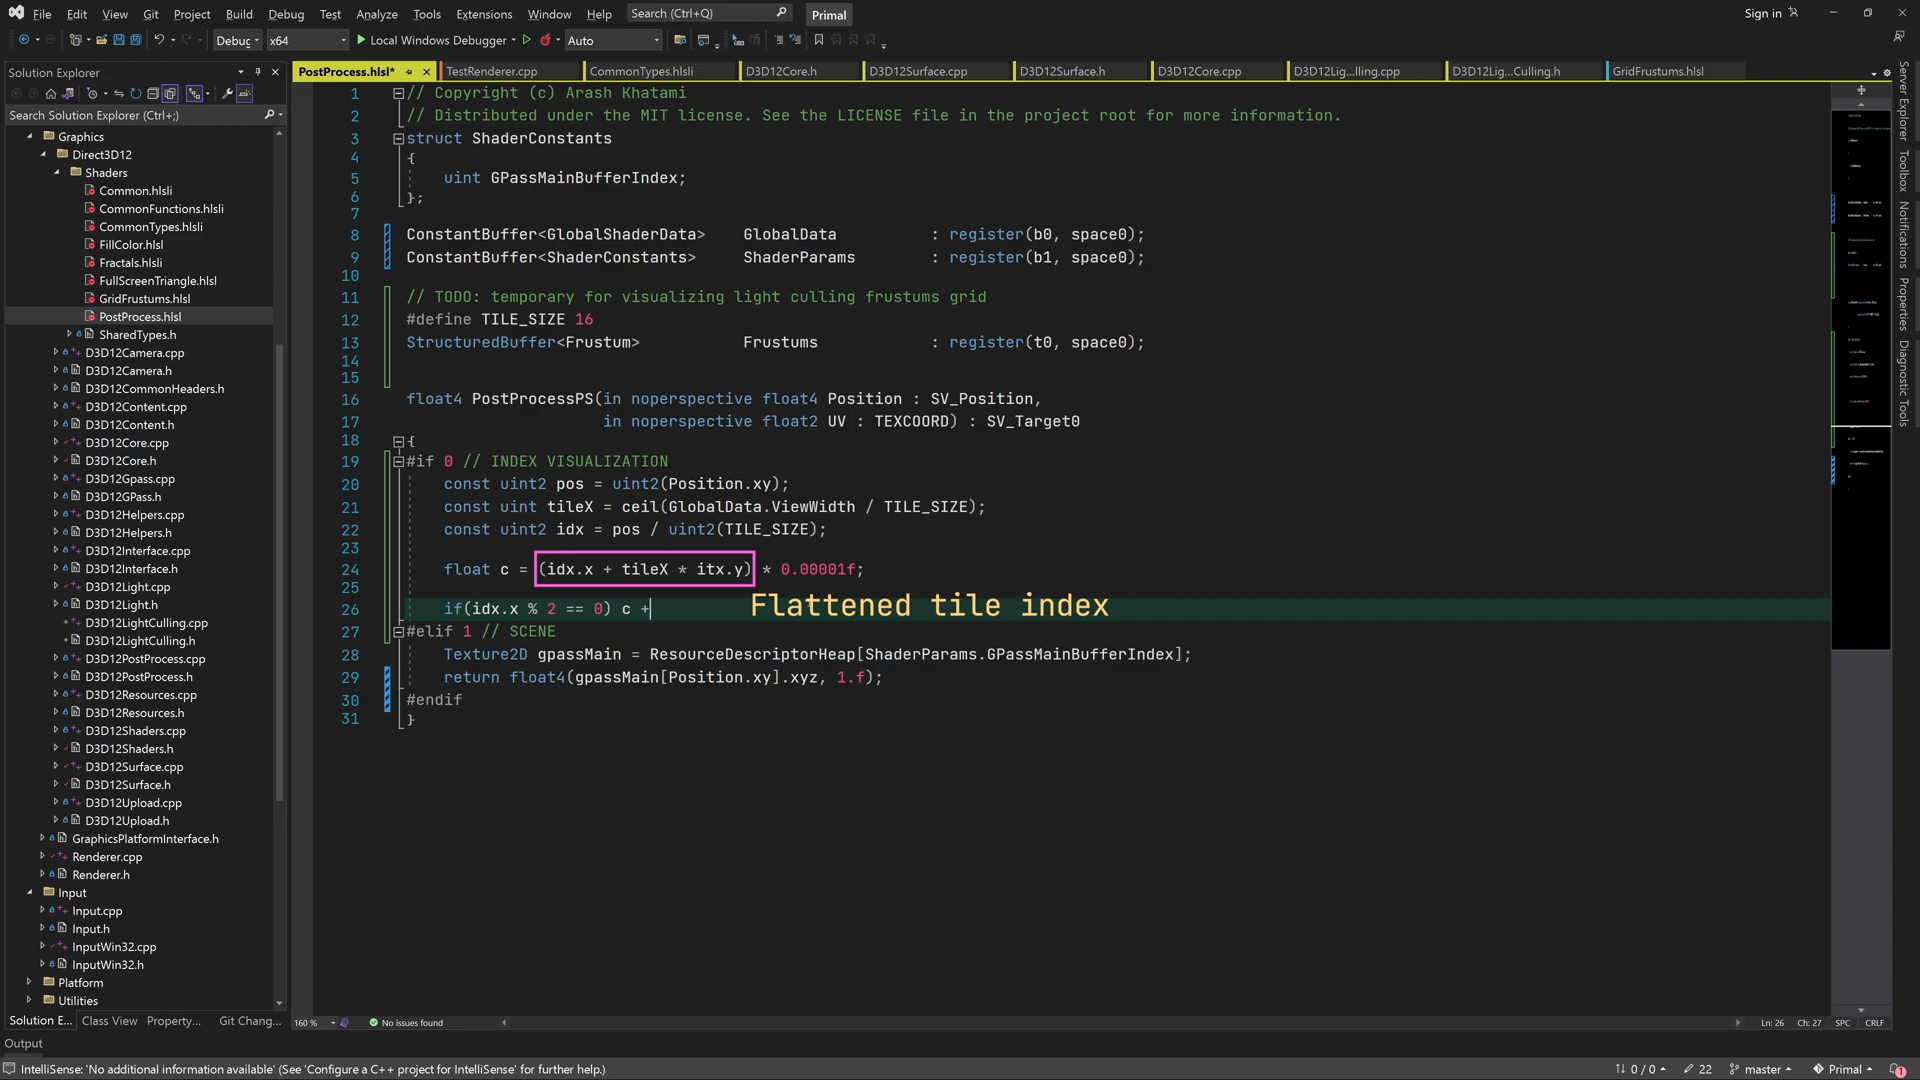 File Edit View Git Project Build Debug Test Analyze Tools Extensions Window Help Search (Ctrl+Q) Primal Sign in
Debug x64 Local Windows Debugger Auto
Solution Explorer
Search Solution Explorer (Ctrl+;)
Graphics
Direct3D12
Shaders
Common.hlsli
CommonFunctions.hlsli
CommonTypes.hlsli
FillColor.hlsl
Fractals.hlsli
FullScreenTriangle.hlsl
GridFrustums.hlsl
PostProcess.hlsl
SharedTypes.h
D3D12Camera.cpp
D3D12Camera.h
D3D12CommonHeaders.h
D3D12Content.cpp
D3D12Content.h
D3D12Core.cpp
D3D12Core.h
D3D12Gpass.cpp
D3D12GPass.h
D3D12Helpers.cpp
D3D12Helpers.h
D3D12Interface.cpp
D3D12Interface.h
D3D12Light.cpp
D3D12Light.h
D3D12LightCulling.cpp
D3D12LightCulling.h
D3D12PostProcess.cpp
D3D12PostProcess.h
D3D12Resources.cpp
D3D12Resources.h
D3D12Shaders.cpp
D3D12Shaders.h
D3D12Surface.cpp
D3D12Surface.h
D3D12Upload.cpp
D3D12Upload.h
GraphicsPlatformInterface.h
Renderer.cpp
Renderer.h
Input
Input.cpp
Input.h
InputWin32.cpp
InputWin32.h
Platform
Utilities
Solution E... Class View Property... Git Chang...
PostProcess.hlsl* TestRenderer.cpp CommonTypes.hlsli D3D12Core.h D3D12Surface.cpp D3D12Surface.h D3D12Core.cpp D3D12Lig...lling.cpp D3D12Lig...Culling.h GridFrustums.hlsl
1 // Copyright (c) Arash Khatami
2 // Distributed under the MIT license. See the LICENSE file in the project root for more information.
3 struct ShaderConstants
4 {
5 uint GPassMainBufferIndex;
6 };
7
8 ConstantBuffer<GlobalShaderData> GlobalData : register(b0, space0);
9 ConstantBuffer<ShaderConstants> ShaderParams : register(b1, space0);
10
11 // TODO: temporary for visualizing light culling frustums grid
12 #define TILE_SIZE 16
13 StructuredBuffer<Frustum> Frustums : register(t0, space0);
14
15
16 float4 PostProcessPS(in noperspective float4 Position : SV_Position,
17 in noperspective float2 UV : TEXCOORD) : SV_Target0
18 {
19 #if 0 // INDEX VISUALIZATION
20 const uint2 pos = uint2(Position.xy);
21 const uint tileX = ceil(GlobalData.ViewWidth / TILE_SIZE);
22 const uint2 idx = pos / uint2(TILE_SIZE);
23
24 float c = (idx.x + tileX * itx.y) * 0.00001f;
25
26 if(idx.x % 2 == 0) c +
Flattened tile index
27 #elif 1 // SCENE
28 Texture2D gpassMain = ResourceDescriptorHeap[ShaderParams.GPassMainBufferIndex];
29 return float4(gpassMain[Position.xy].xyz, 1.f);
30 #endif
31 }
160 % No issues found Ln: 26 Ch: 27 SPC CRLF
Server Explorer
Toolbox
Notifications
Properties
Diagnostic Tools
Output
IntelliSense: 'No additional information available' (See 'Configure a C++ project for IntelliSense' for further help.) 0 / 0 22 master Primal 1